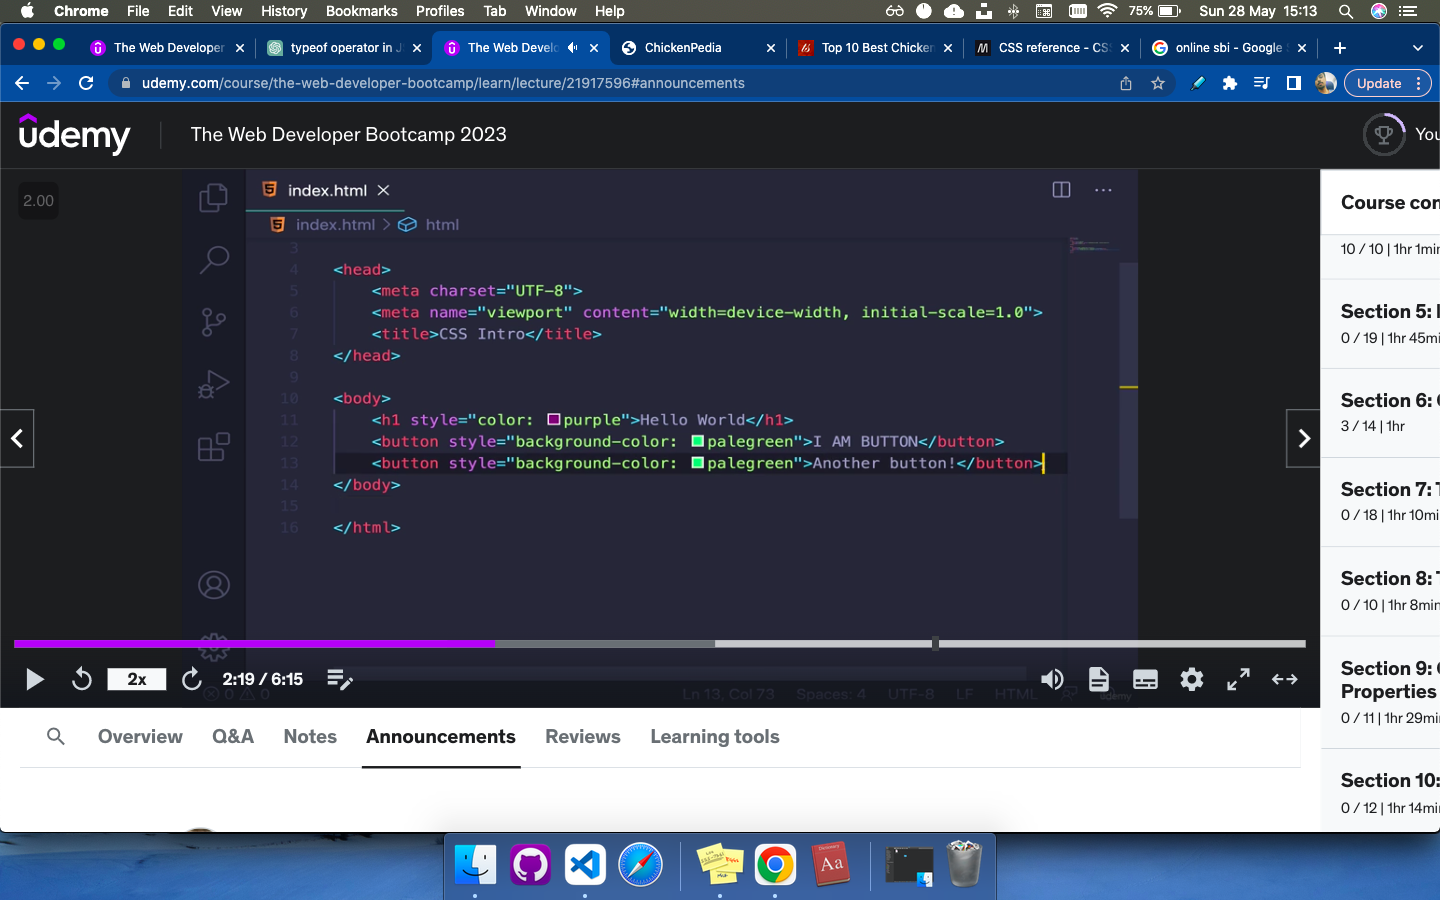 Chrome File Edit View History Bookmarks Profiles Tab Window Help 75% Sun 28 May 15:13
The Web Developer typeof operator in J The Web Devel ChickenPedia Top 10 Best Chicken CSS reference - CS online sbi - Google
udemy.com/course/the-web-developer-bootcamp/learn/lecture/21917596#announcements Update
udemy The Web Developer Bootcamp 2023 You
2.00
index.html
index.html > html
3
4 <head>
5 <meta charset="UTF-8">
6 <meta name="viewport" content="width=device-width, initial-scale=1.0">
7 <title>CSS Intro</title>
8 </head>
9
10 <body>
11 <h1 style="color: purple">Hello World</h1>
12 <button style="background-color: palegreen">I AM BUTTON</button>
13 <button style="background-color: palegreen">Another button!</button>
14 </body>
15
16 </html>
2x 2:19 / 6:15
0 0 Ln 13, Col 73 Spaces: 4 UTF-8 LF HTML udemy
Overview Q&A Notes Announcements Reviews Learning tools
Course con
10 / 10 | 1hr 1min
Section 5:
0 / 19 | 1hr 45mi
Section 6:
3 / 14 | 1hr
Section 7: T
0 / 18 | 1hr 10mi
Section 8: T
0 / 10 | 1hr 8min
Section 9:
Properties
0 / 11 | 1hr 29mi
Section 10:
0 / 12 | 1hr 14mi
Dictionary
Aa